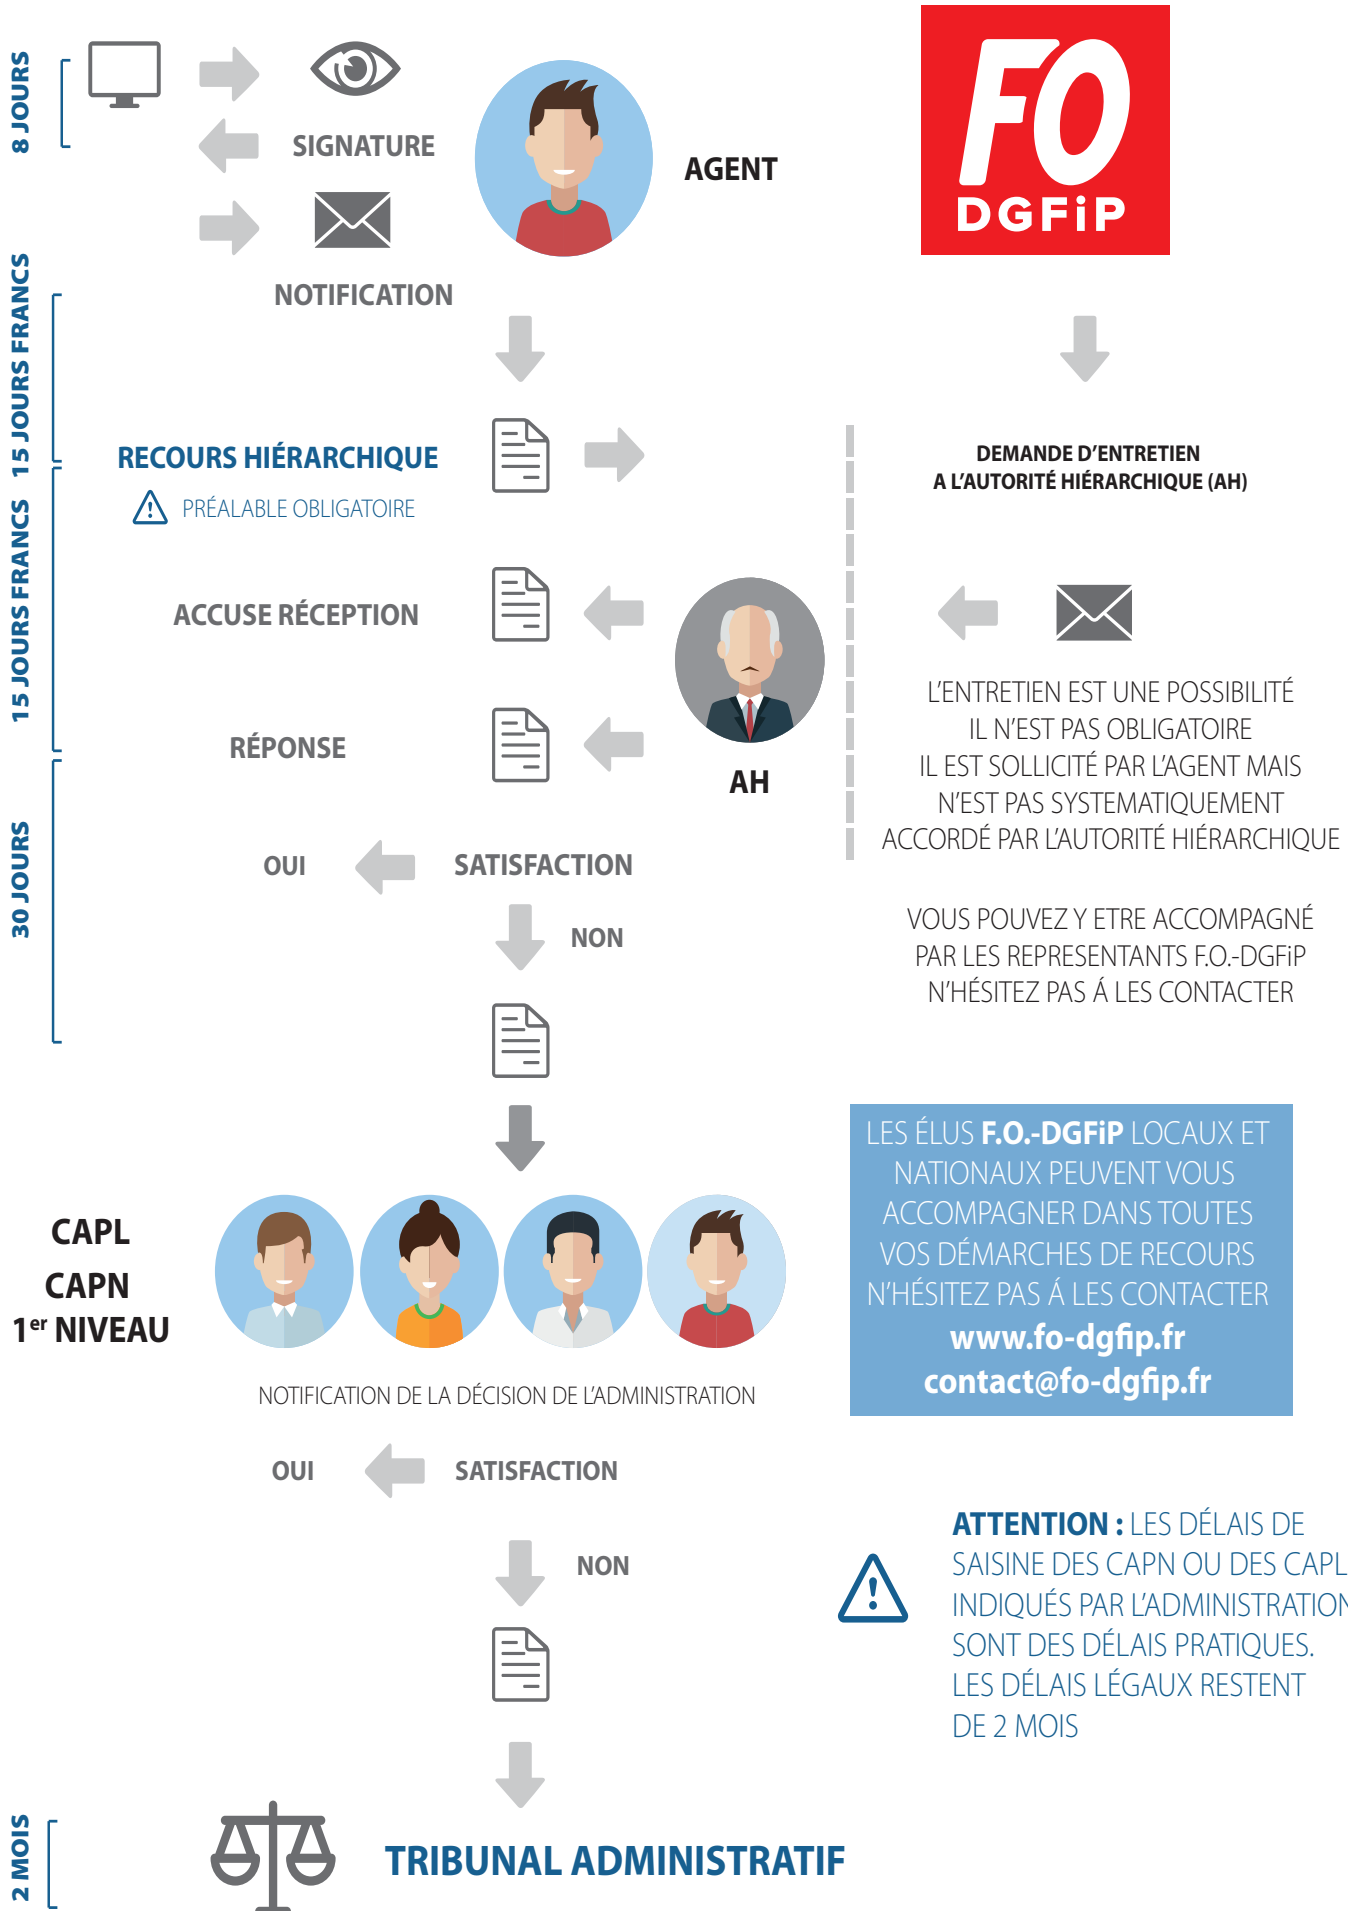 8 JOURS
SIGNATURE
AGENT
FO
DGFiP
NOTIFICATION
15 JOURS FRANCS
RECOURS HIÉRARCHIQUE
PRÉALABLE OBLIGATOIRE
DEMANDE D'ENTRETIEN
A L'AUTORITÉ HIÉRARCHIQUE (AH)
15 JOURS FRANCS
ACCUSE RÉCEPTION
RÉPONSE
AH
L'ENTRETIEN EST UNE POSSIBILITÉ
IL N'EST PAS OBLIGATOIRE
IL EST SOLLICITÉ PAR L'AGENT MAIS
N'EST PAS SYSTEMATIQUEMENT
ACCORDÉ PAR L'AUTORITÉ HIÉRARCHIQUE
30 JOURS
OUI
SATISFACTION
NON
VOUS POUVEZ Y ETRE ACCOMPAGNÉ
PAR LES REPRESENTANTS F.O.-DGFiP
N'HÉSITEZ PAS Á LES CONTACTER
LES ÉLUS F.O.-DGFiP LOCAUX ET
NATIONAUX PEUVENT VOUS
ACCOMPAGNER DANS TOUTES
VOS DÉMARCHES DE RECOURS
N'HÉSITEZ PAS Á LES CONTACTER
www.fo-dgfip.fr
contact@fo-dgfip.fr
CAPL
CAPN
1er NIVEAU
NOTIFICATION DE LA DÉCISION DE L'ADMINISTRATION
OUI
SATISFACTION
NON
ATTENTION : LES DÉLAIS DE
SAISINE DES CAPN OU DES CAPL
INDIQUÉS PAR L'ADMINISTRATION
SONT DES DÉLAIS PRATIQUES.
LES DÉLAIS LÉGAUX RESTENT
DE 2 MOIS
2 MOIS
TRIBUNAL ADMINISTRATIF